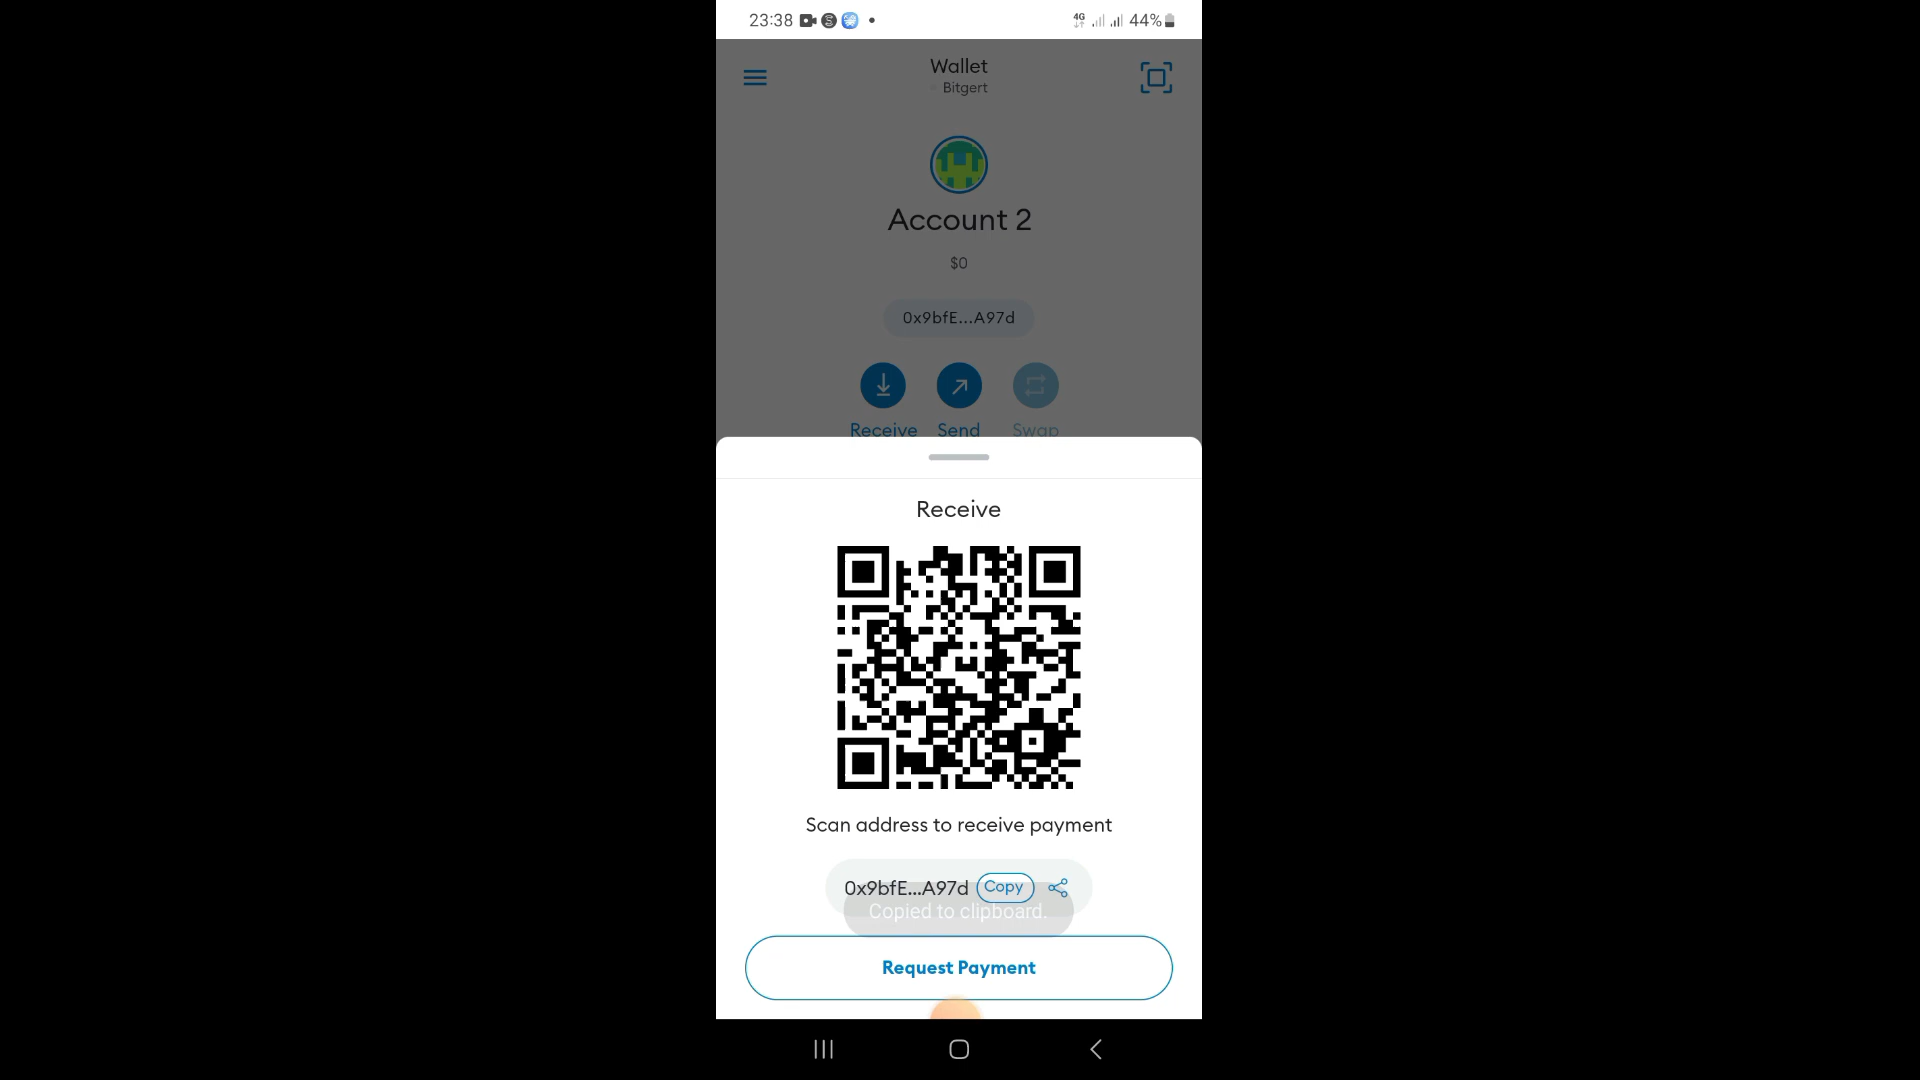 23:38 4G 44%
Wallet
Bitgert
Account 2
$0
0x9bfE...A97d
Receive Send Swap
Receive
Scan address to receive payment
0x9bfE...A97d Copy
Copied to clipboard.
Request Payment